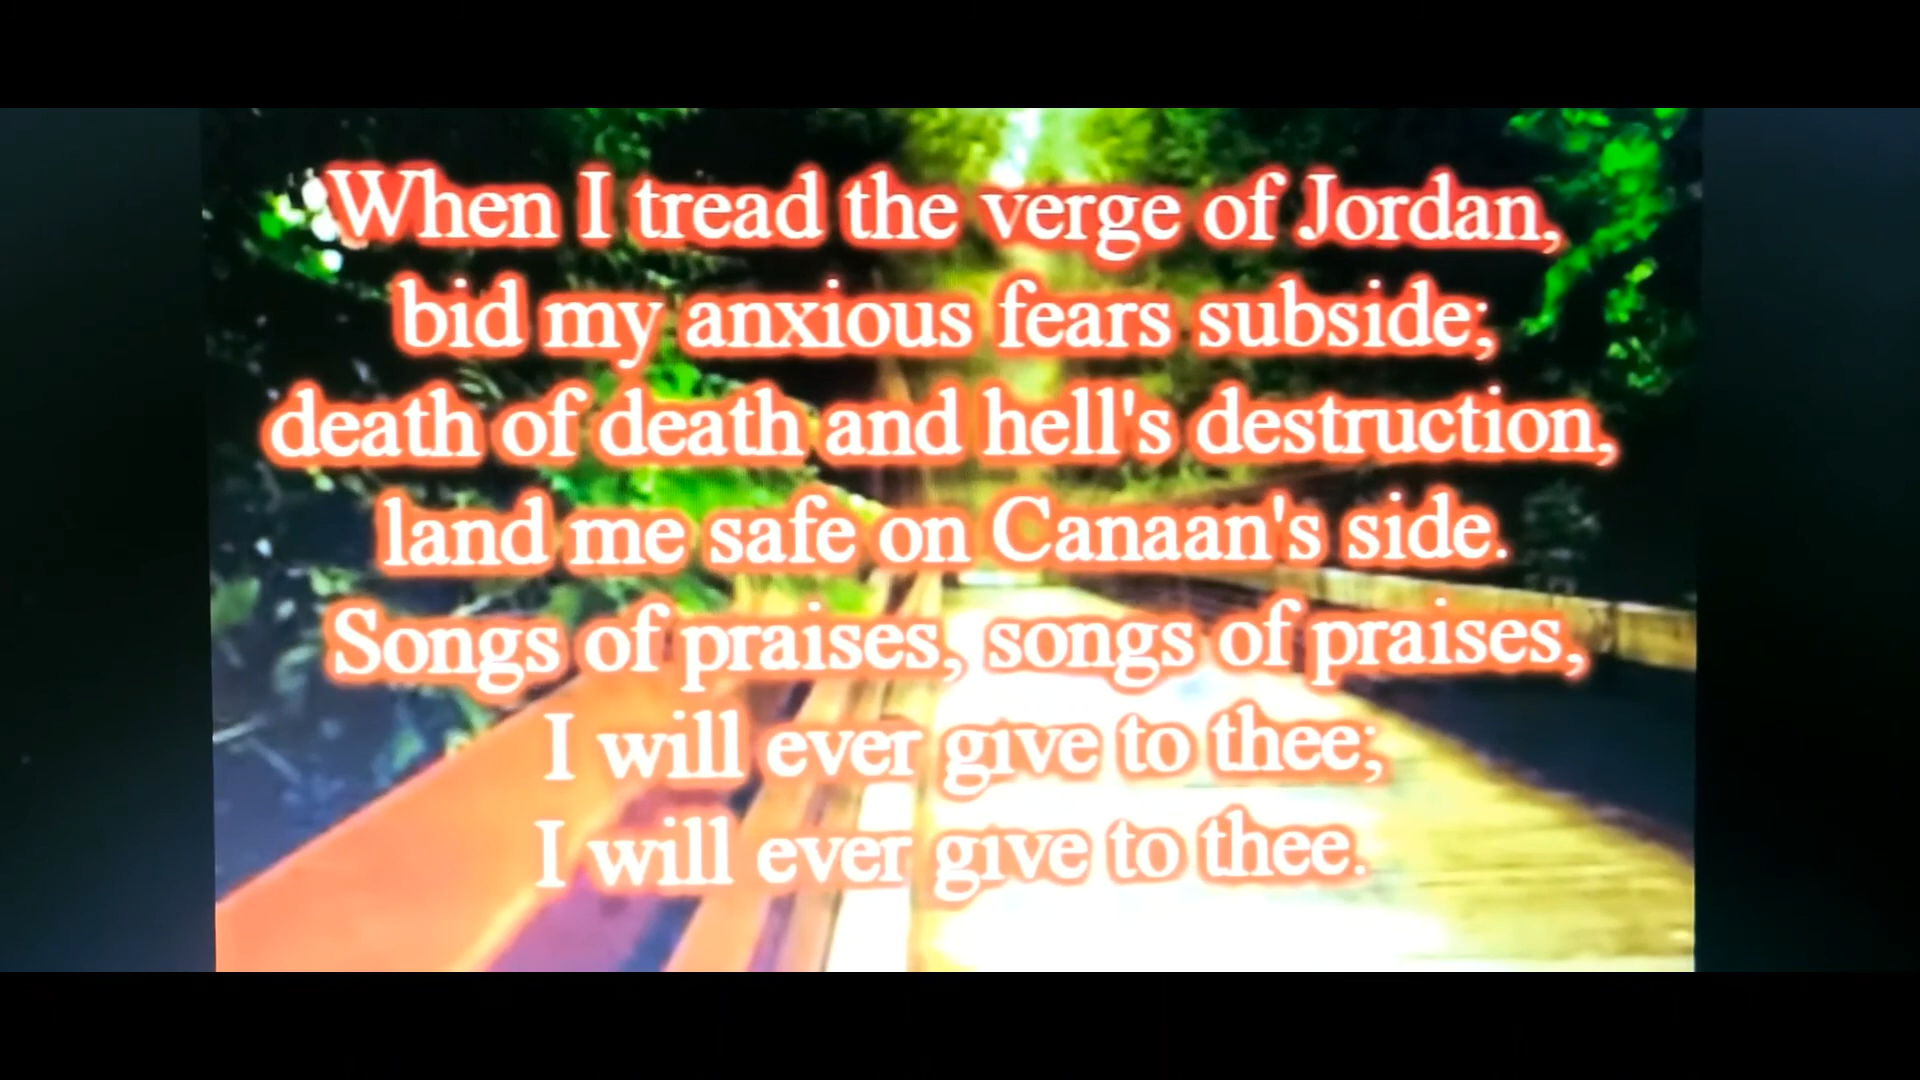 When I tread the verge of Jordan,
bid my anxious fears subside;
death of death and hell's destruction,
land me safe on Canaan's side.
Songs of praises, songs of praises,
I will ever give to thee;
I will ever give to thee.